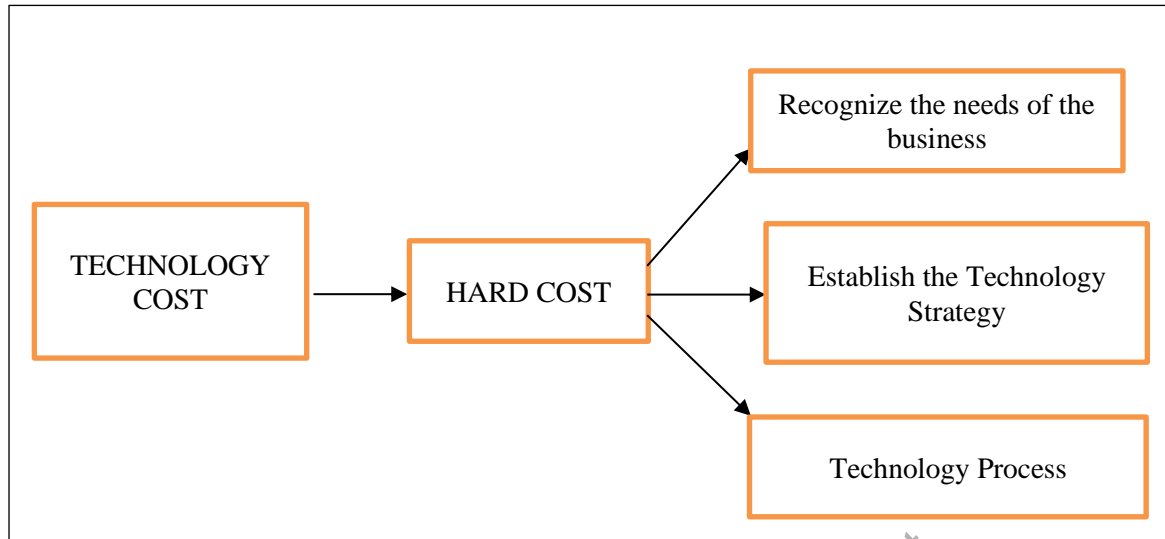 TECHNOLOGY
COST
HARD COST
Recognize the needs of the
business
Establish the Technology
Strategy
Technology Process